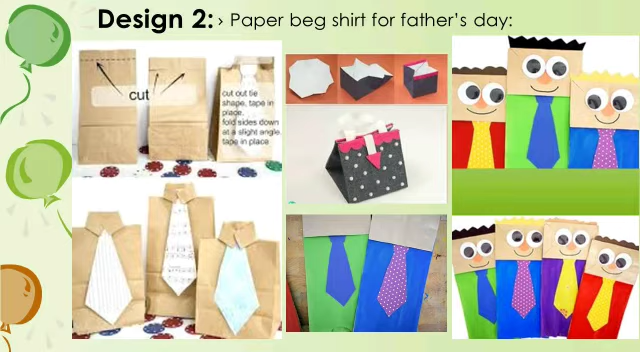 Design 2: › Paper beg shirt for father's day:
cut
cut out tie
shape, tape in
place.
fold sides down
at a slight angle.
tape in place